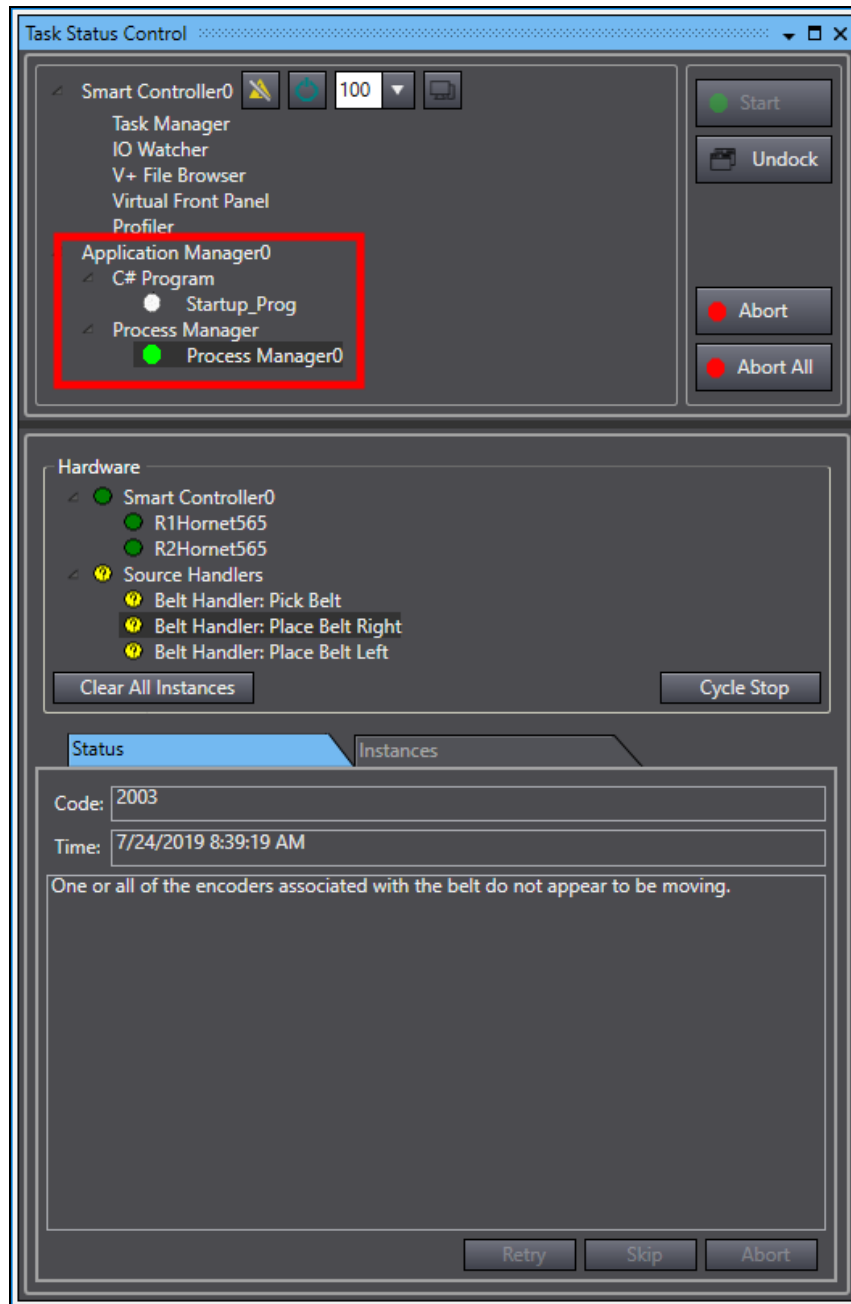 Task Status Control
Smart Controller0 100
Task Manager
IO Watcher
V+ File Browser
Virtual Front Panel
Profiler
Application Manager0
C# Program
Startup_Prog
Process Manager
Process Manager0
Start
Undock
Abort
Abort All
Hardware
Smart Controller0
R1Hornet565
R2Hornet565
? Source Handlers
? Belt Handler: Pick Belt
? Belt Handler: Place Belt Right
? Belt Handler: Place Belt Left
Clear All Instances Cycle Stop
Status Instances
Code: 2003
Time: 7/24/2019 8:39:19 AM
One or all of the encoders associated with the belt do not appear to be moving.
Retry Skip Abort